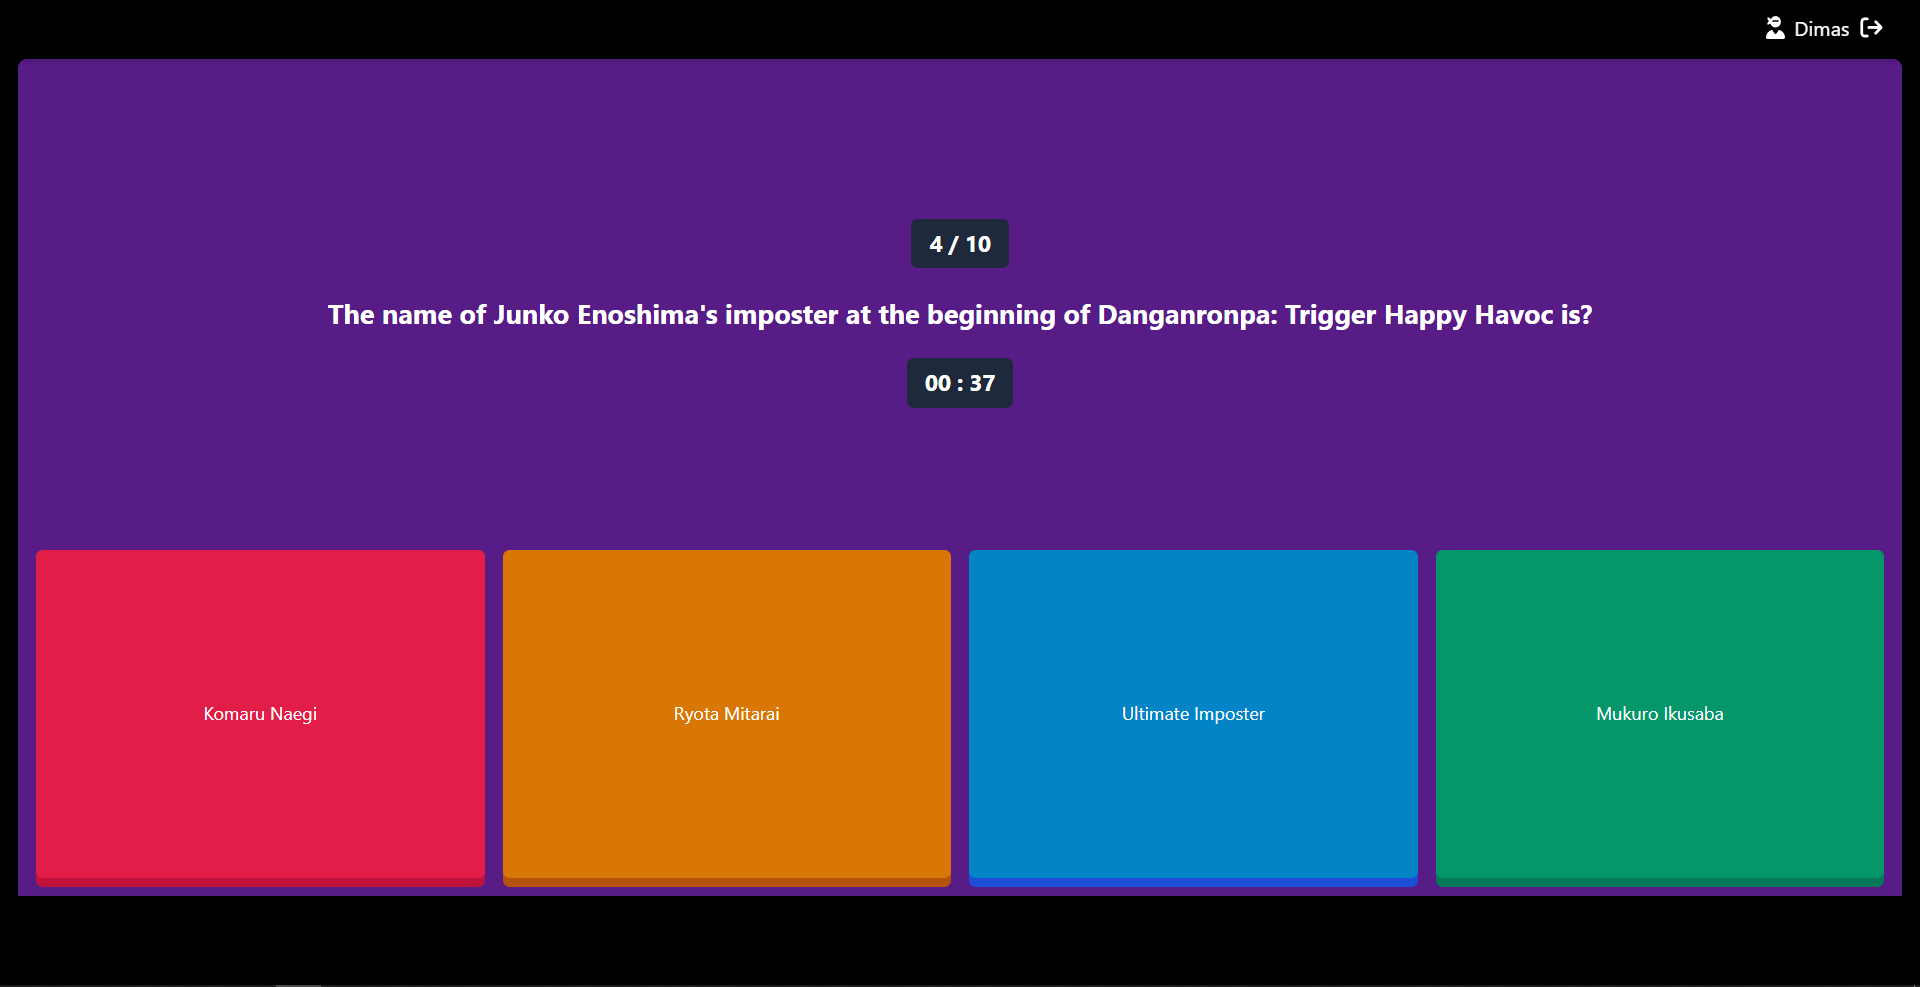 Dimas
4 / 10
The name of Junko Enoshima's imposter at the beginning of Danganronpa: Trigger Happy Havoc is?
00 : 37
Komaru Naegi
Ryota Mitarai
Ultimate Imposter
Mukuro Ikusaba